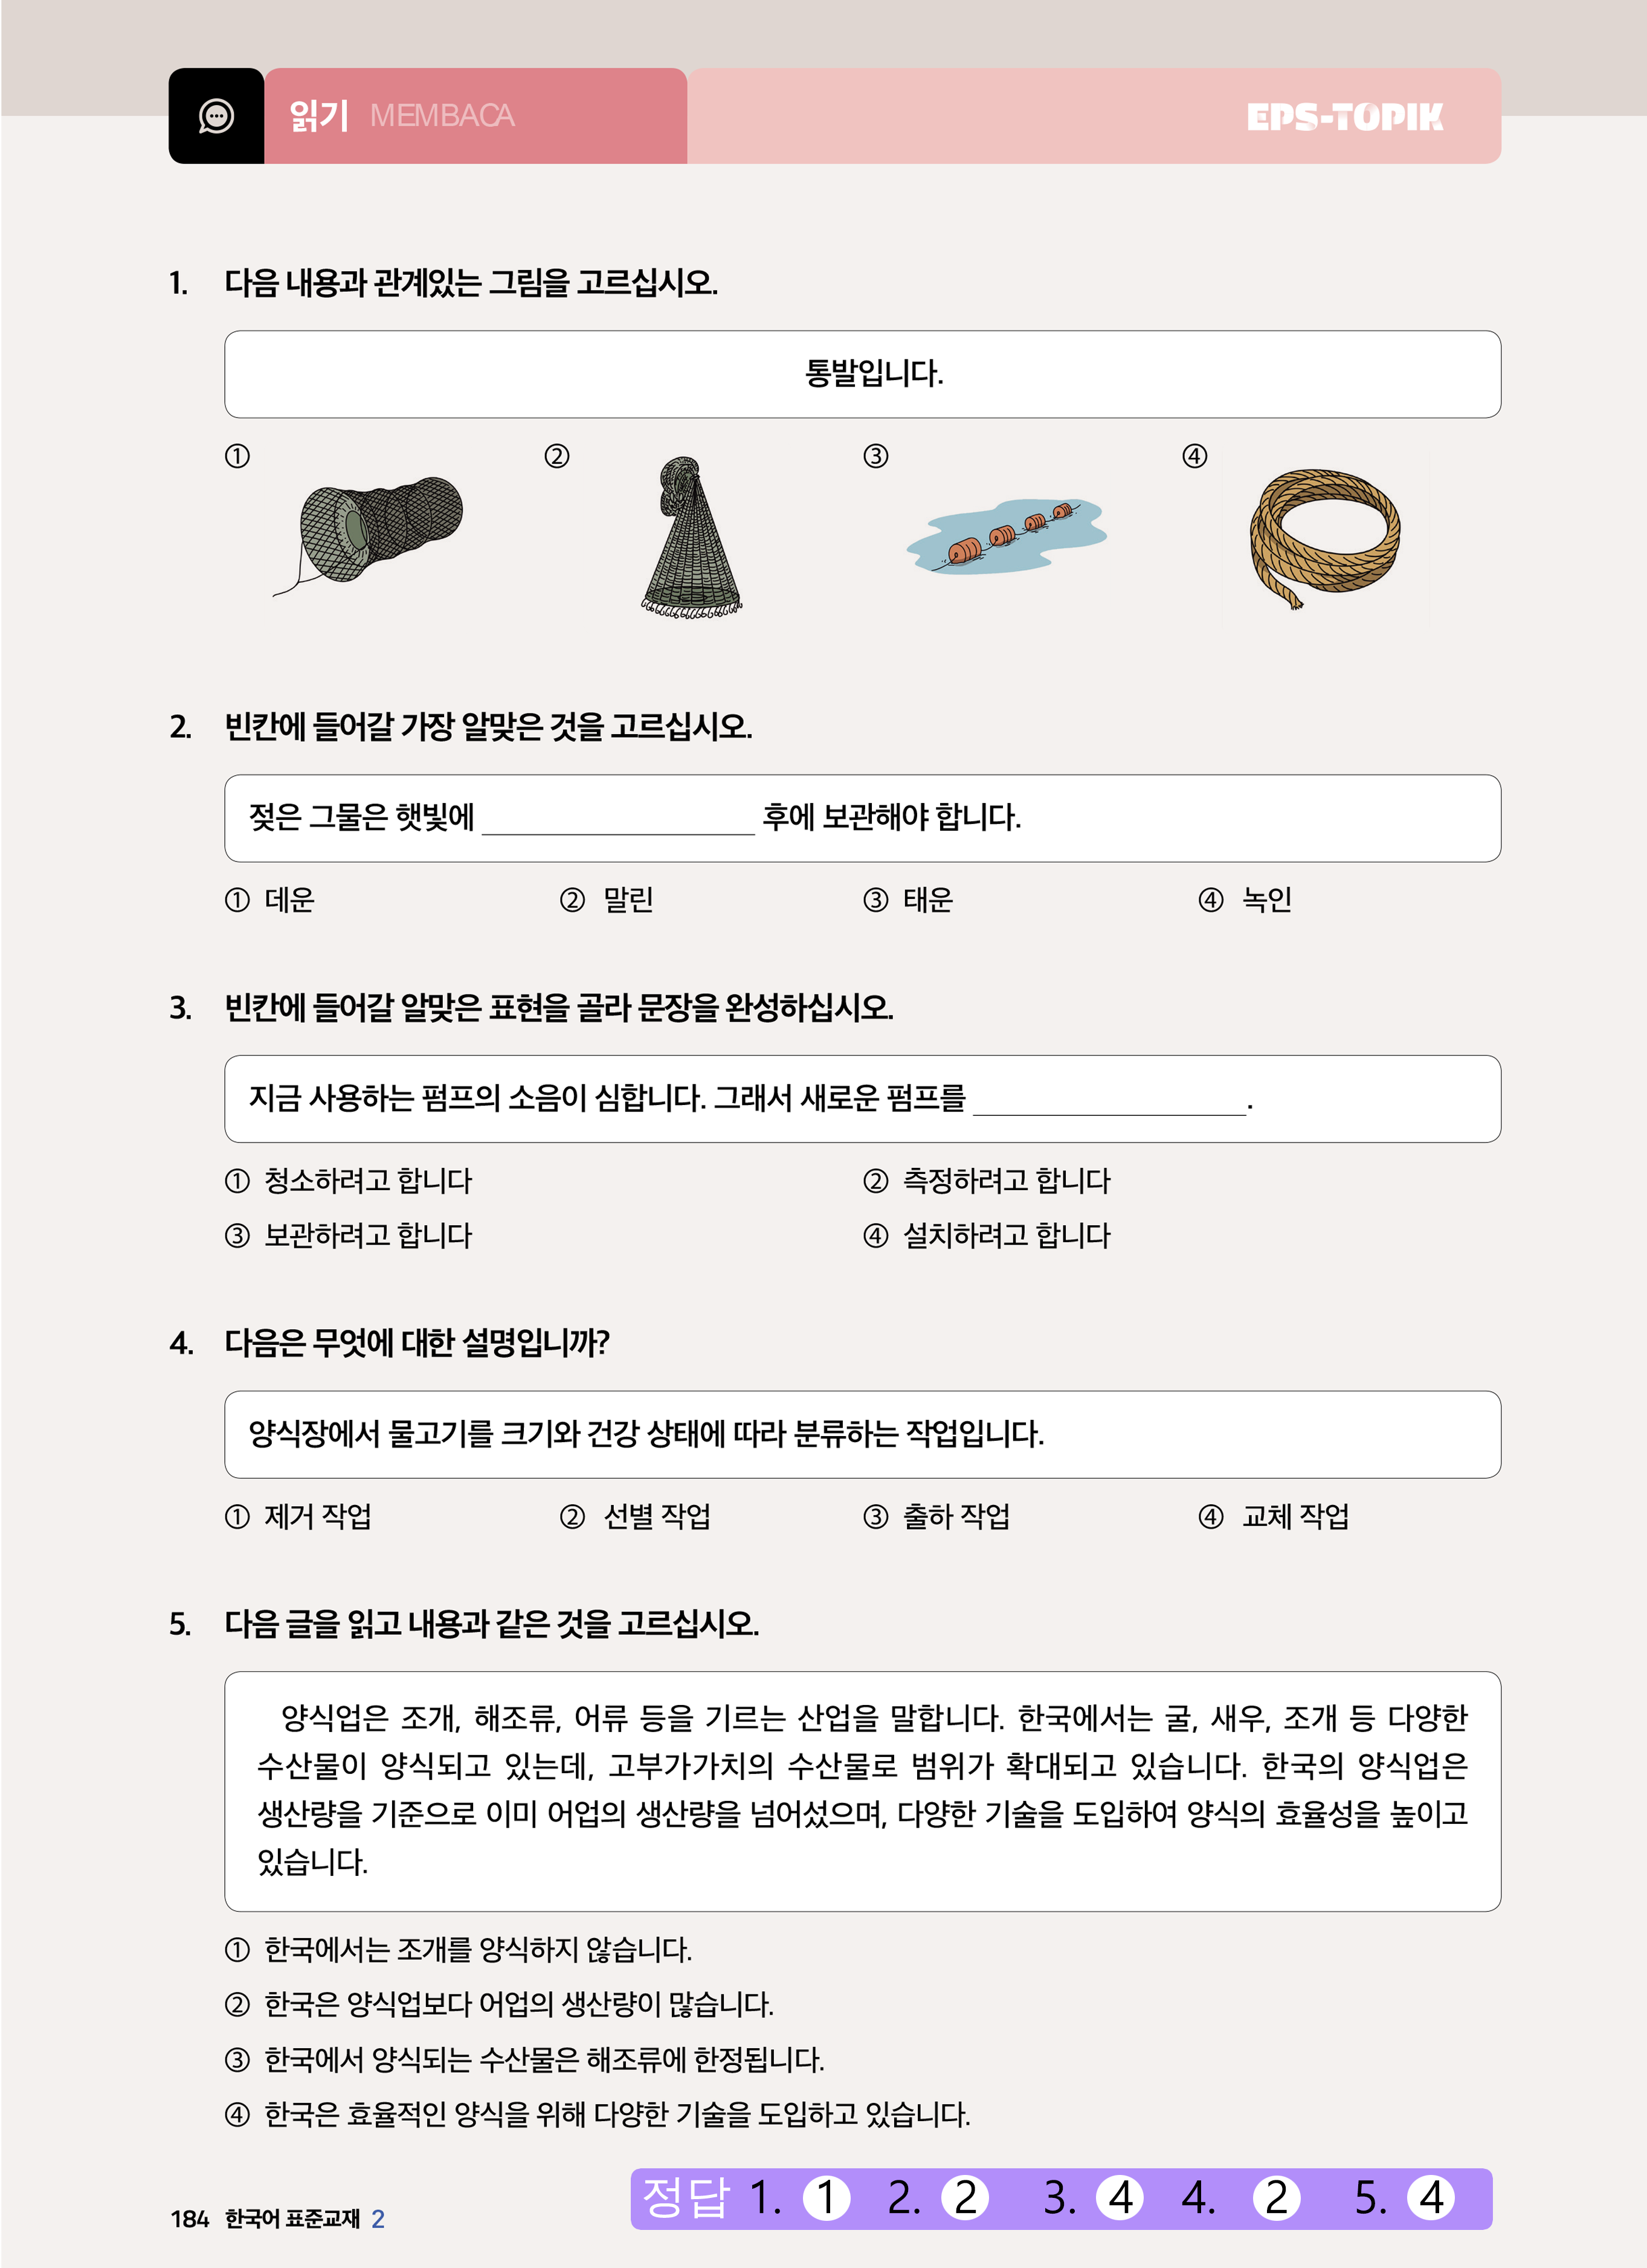 읽기 MEMBACA EPS-TOPIK
1. 다음 내용과 관계있는 그림을 고르십시오.
통발입니다.
① ② ③ ④
2. 빈칸에 들어갈 가장 알맞은 것을 고르십시오.
젖은 그물은 햇빛에 ____________ 후에 보관해야 합니다.
① 데운 ② 말린 ③ 태운 ④ 녹인
3. 빈칸에 들어갈 알맞은 표현을 골라 문장을 완성하십시오.
지금 사용하는 펌프의 소음이 심합니다. 그래서 새로운 펌프를 ____________.
① 청소하려고 합니다 ② 측정하려고 합니다
③ 보관하려고 합니다 ④ 설치하려고 합니다
4. 다음은 무엇에 대한 설명입니까?
양식장에서 물고기를 크기와 건강 상태에 따라 분류하는 작업입니다.
① 제거 작업 ② 선별 작업 ③ 출하 작업 ④ 교체 작업
5. 다음 글을 읽고 내용과 같은 것을 고르십시오.
양식업은 조개, 해조류, 어류 등을 기르는 산업을 말합니다. 한국에서는 굴, 새우, 조개 등 다양한
수산물이 양식되고 있는데, 고부가가치의 수산물로 범위가 확대되고 있습니다. 한국의 양식업은
생산량을 기준으로 이미 어업의 생산량을 넘어섰으며, 다양한 기술을 도입하여 양식의 효율성을 높이고
있습니다.
① 한국에서는 조개를 양식하지 않습니다.
② 한국은 양식업보다 어업의 생산량이 많습니다.
③ 한국에서 양식되는 수산물은 해조류에 한정됩니다.
④ 한국은 효율적인 양식을 위해 다양한 기술을 도입하고 있습니다.
정답 1. 1 2. 2 3. 4 4. 2 5. 4
184 한국어 표준교재 2